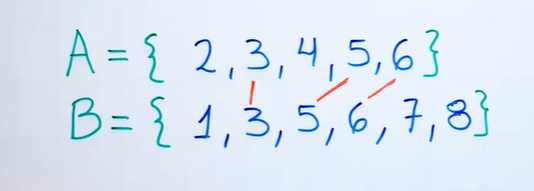 A = { 2, 3, 4, 5, 6 }
B = { 1, 3, 5, 6, 7, 8 }